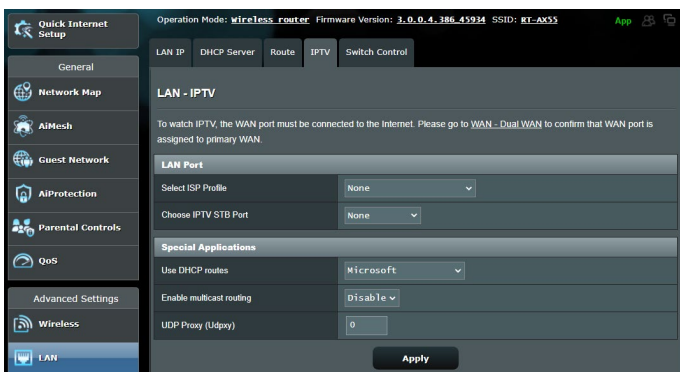 Quick Internet
Setup
Operation Mode: Wireless router Firmware Version: 3.0.0.4.386_45934 SSID: RT-AX55
App
LAN IP DHCP Server Route IPTV Switch Control
General
Network Map
AiMesh
Guest Network
AiProtection
Parental Controls
QoS
Advanced Settings
Wireless
LAN
LAN - IPTV
To watch IPTV, the WAN port must be connected to the Internet. Please go to WAN - Dual WAN to confirm that WAN port is
assigned to primary WAN.
LAN Port
Select ISP Profile None
Choose IPTV STB Port None
Special Applications
Use DHCP routes Microsoft
Enable multicast routing Disable
UDP Proxy (Udpxy) 0
Apply